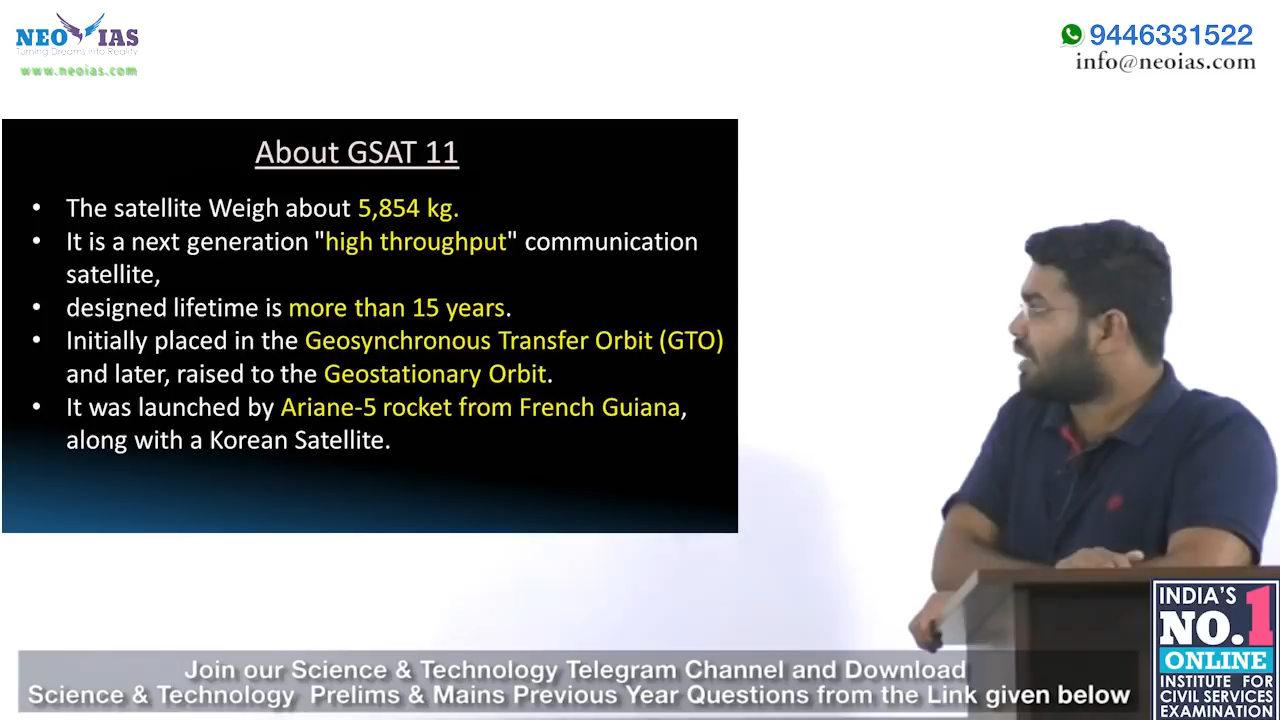 NEO IAS
Turning Dreams into Reality
www.neoias.com
9446331522
info@neoias.com
About GSAT 11
• The satellite Weigh about 5,854 kg.
• It is a next generation "high throughput" communication
satellite,
• designed lifetime is more than 15 years.
• Initially placed in the Geosynchronous Transfer Orbit (GTO)
and later, raised to the Geostationary Orbit.
• It was launched by Ariane-5 rocket from French Guiana,
along with a Korean Satellite.
INDIA'S
NO.1
ONLINE
INSTITUTE FOR
CIVIL SERVICES
EXAMINATION
Join our Science & Technology Telegram Channel and Download
Science & Technology Prelims & Mains Previous Year Questions from the Link given below